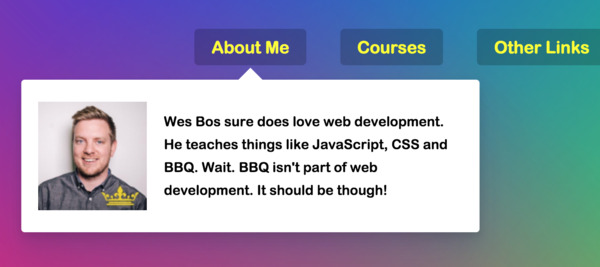 About Me
Courses
Other Links
Wes Bos sure does love web development.
He teaches things like JavaScript, CSS and
BBQ. Wait. BBQ isn't part of web
development. It should be though!